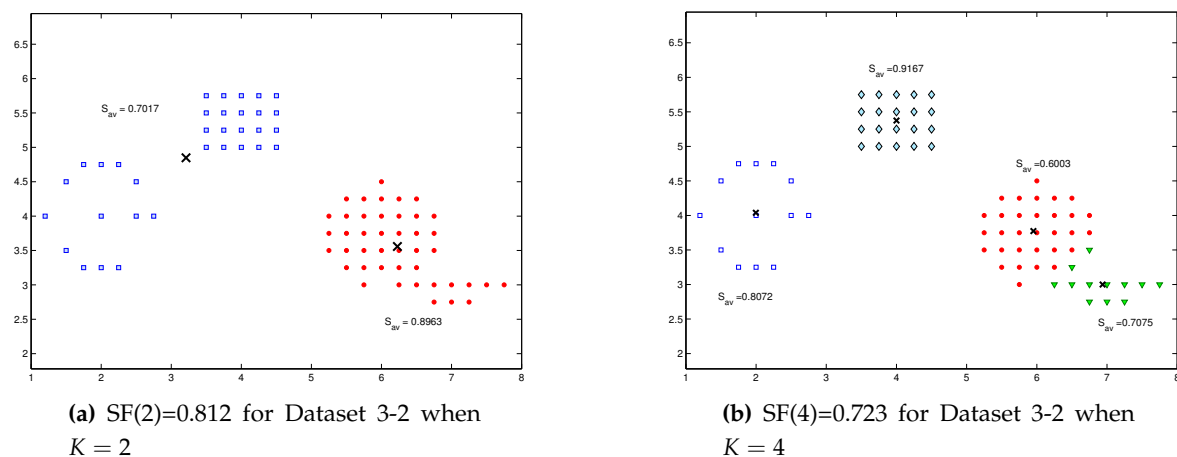 6.5
6
5.5
5
4.5
4
3.5
3
2.5
2
1 2 3 4 5 6 7 8
S_av = 0.7017
S_av = 0.8963
(a) SF(2)=0.812 for Dataset 3-2 when
K = 2
6.5
6
5.5
5
4.5
4
3.5
3
2.5
2
1 2 3 4 5 6 7 8
S_av =0.9167
S_av =0.6003
S_av =0.8072
S_av =0.7075
(b) SF(4)=0.723 for Dataset 3-2 when
K = 4